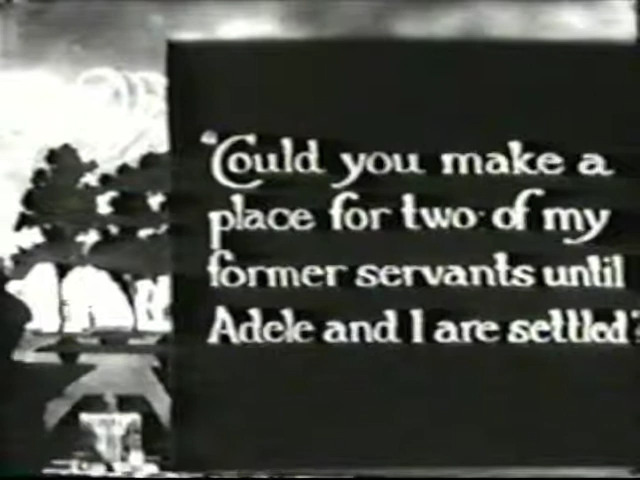 "Could you make a
place for two of my
former servants until
Adele and I are settled?